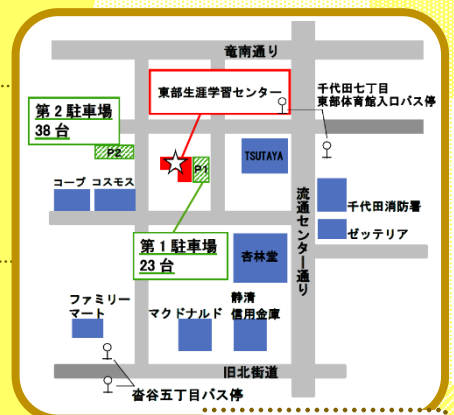 竜南通り
東部生涯学習センター
千代田七丁目
東部体育館入口バス停
第２駐車場
38 台
P2
P1
TSUTAYA
コープ
コスモス
流通センター通り
千代田消防署
ゼッテリア
第１駐車場
23 台
杏林堂
ファミリー
マート
マクドナルド
静清
信用金庫
旧北街道
沓谷五丁目バス停